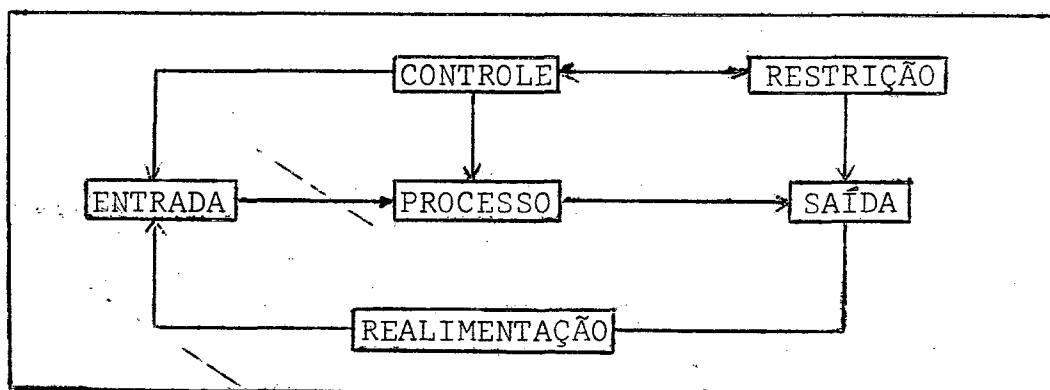 CONTROLE RESTRIÇÃO
ENTRADA PROCESSO SAÍDA
REALIMENTAÇÃO